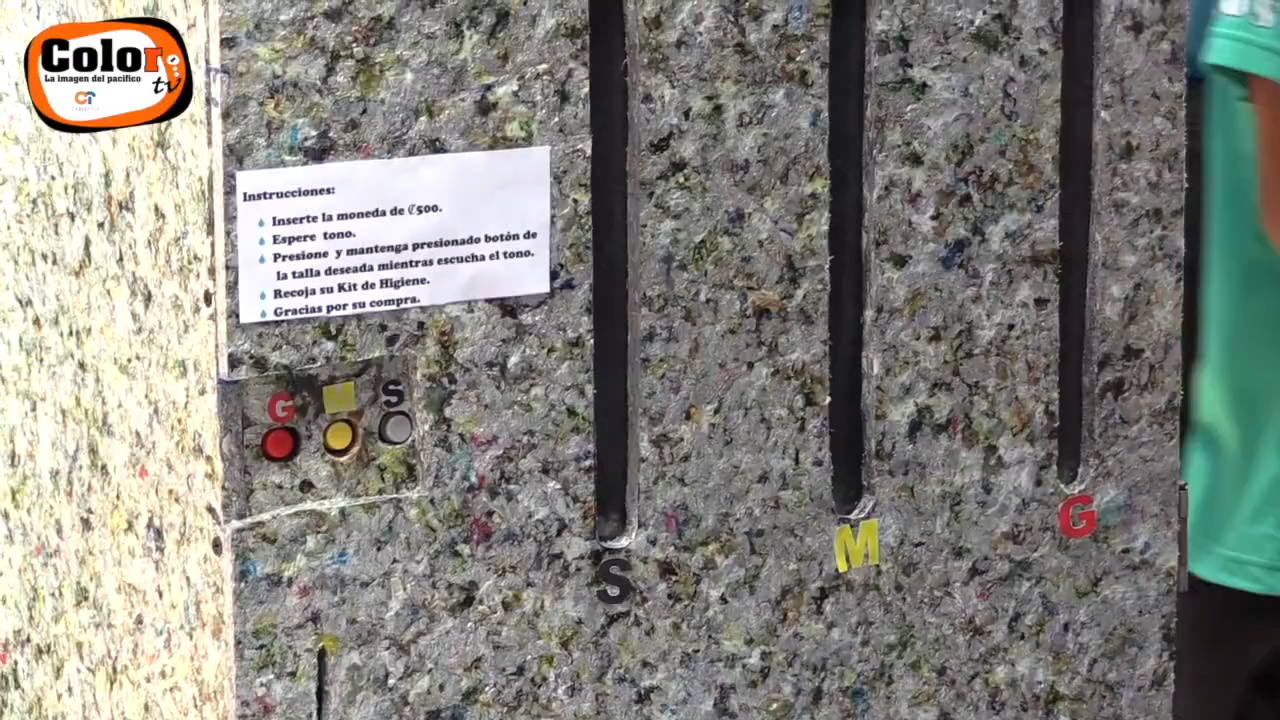 Color
tv
La imagen del pacifico
Instrucciones:
Inserte la moneda de ₡500.
Espere tono.
Presione y mantenga presionado botón de
la talla deseada mientras escucha el tono.
Recoja su Kit de Higiene.
Gracias por su compra.
G M S
S
M
G